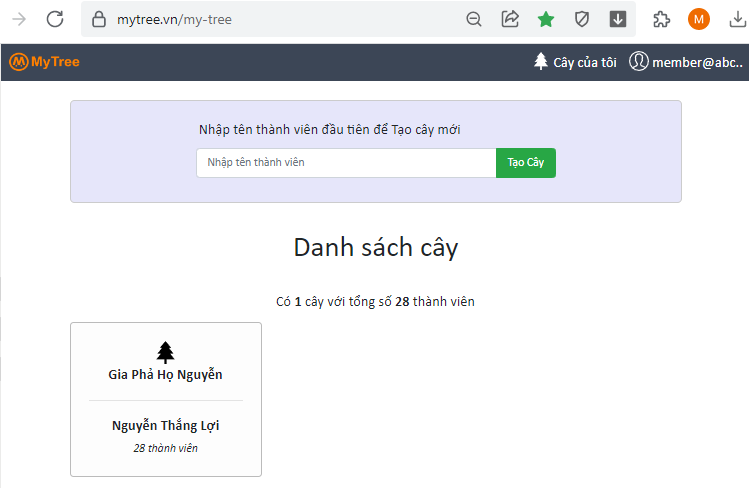 mytree.vn/my-tree
M
MyTree
Cây của tôi
member@abc..
Nhập tên thành viên đầu tiên để Tạo cây mới
Nhập tên thành viên
Tạo Cây
Danh sách cây
Có 1 cây với tổng số 28 thành viên
Gia Phả Họ Nguyễn
Nguyễn Thắng Lợi
28 thành viên